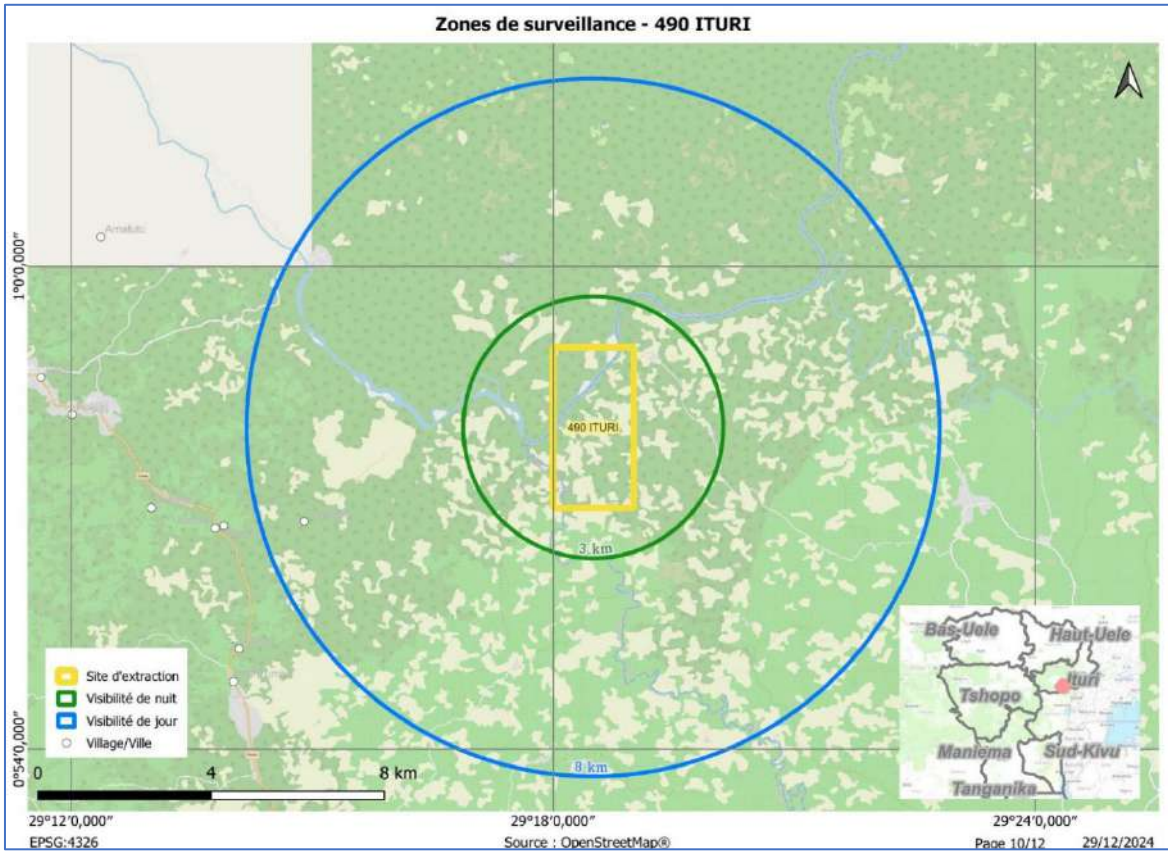 Zones de surveillance - 490 ITURI
1°0'0,000"
490 ITURI
3 km
8 km
Site d'extraction
Visibilité de nuit
Visibilité de jour
Village/Ville
0 4 8 km
Bas-Uele
Haut-Uele
Ituri
Tshopo
Maniema
Sud-Kivu
Tanganika
0°54'0,000"
29°12'0,000" 29°18'0,000" 29°24'0,000"
EPSG:4326 Source : OpenStreetMap® Page 10/12 29/12/2024